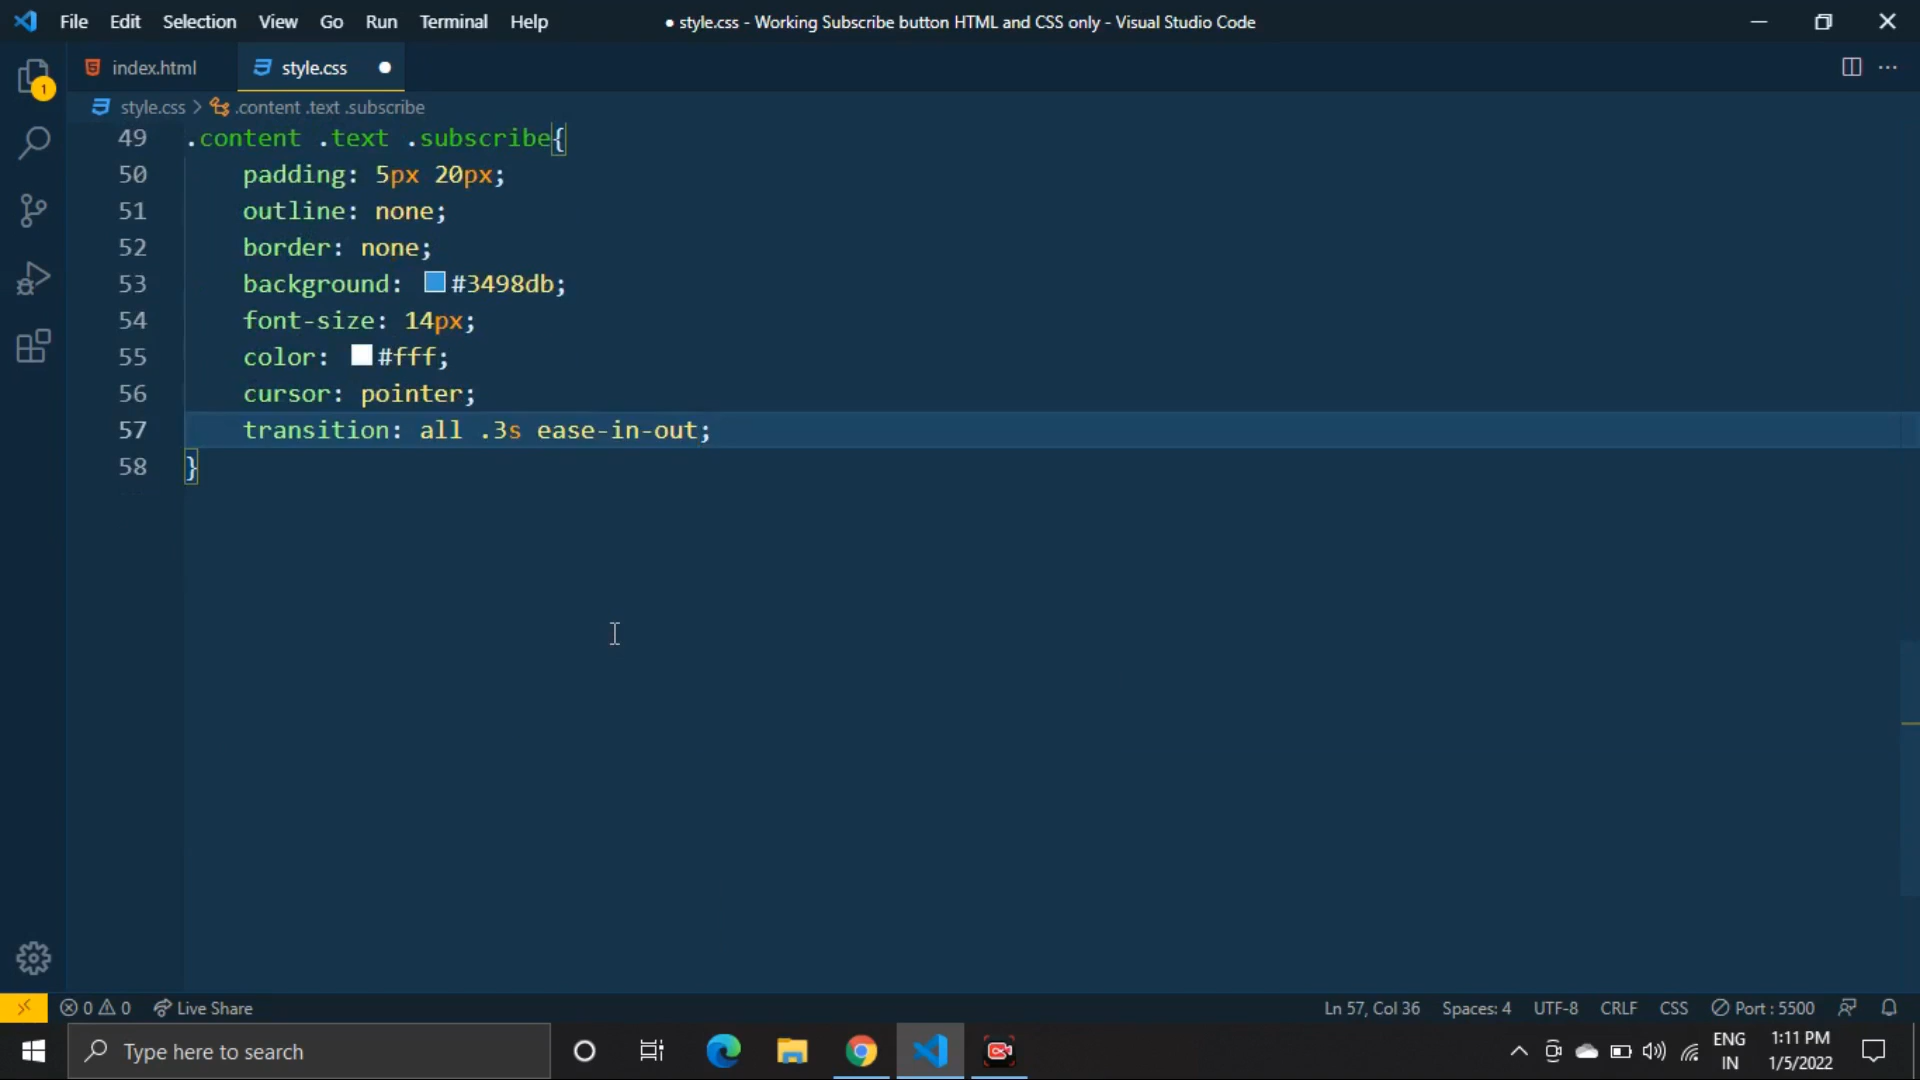 File Edit Selection View Go Run Terminal Help
● style.css - Working Subscribe button HTML and CSS only - Visual Studio Code
index.html
style.css ●
1
style.css > .content .text .subscribe
49 .content .text .subscribe{
50 padding: 5px 20px;
51 outline: none;
52 border: none;
53 background: #3498db;
54 font-size: 14px;
55 color: #fff;
56 cursor: pointer;
57 transition: all .3s ease-in-out;
58 }
0 0 Live Share
Ln 57, Col 36 Spaces: 4 UTF-8 CRLF CSS Port : 5500
Type here to search
ENG
IN
1:11 PM
1/5/2022